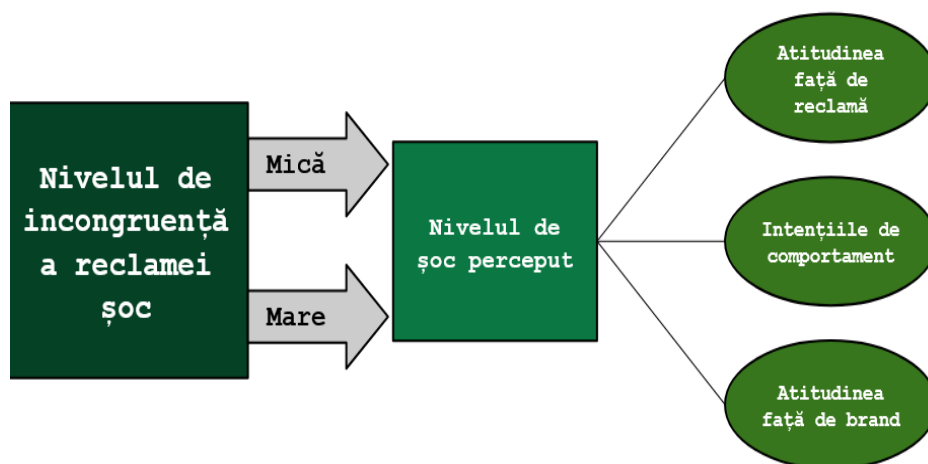 Nivelul de
incongruență
a reclamei
șoc
Mică
Mare
Nivelul de
șoc perceput
Atitudinea
față de
reclamă
Intențiile de
comportament
Atitudinea
față de brand